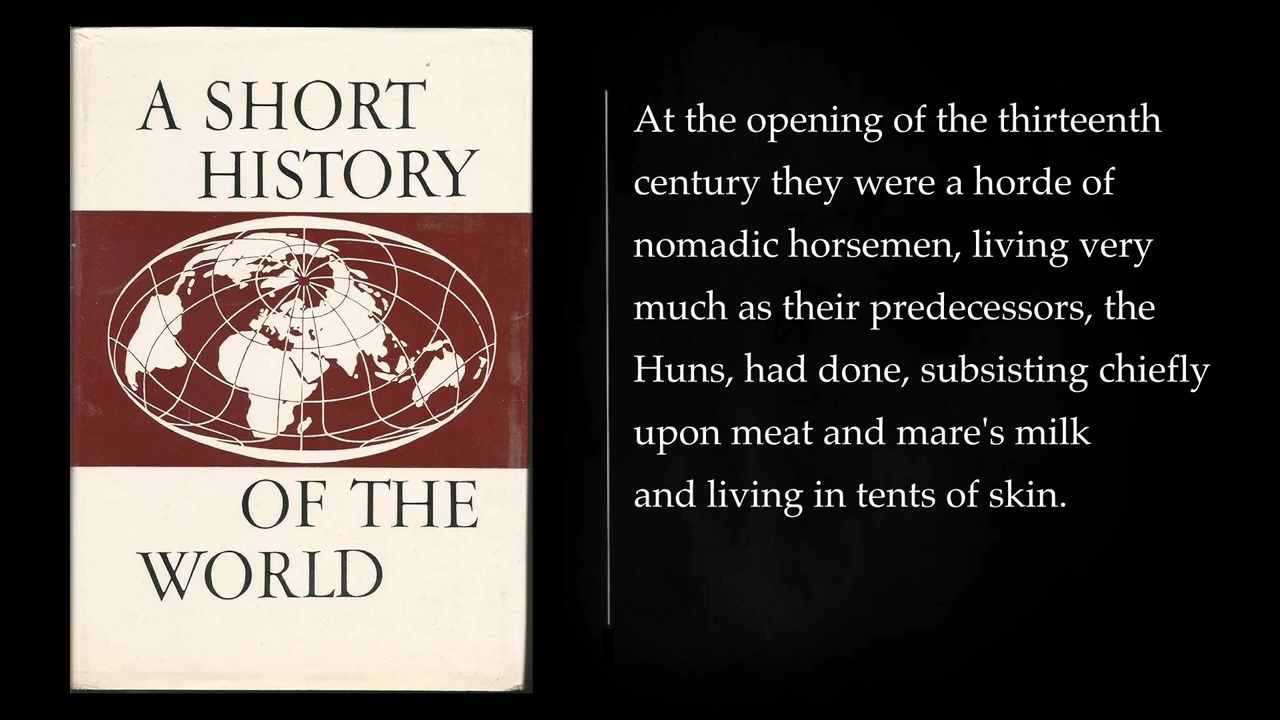 A SHORT
HISTORY
OF THE
WORLD
At the opening of the thirteenth
century they were a horde of
nomadic horsemen, living very
much as their predecessors, the
Huns, had done, subsisting chiefly
upon meat and mare's milk
and living in tents of skin.